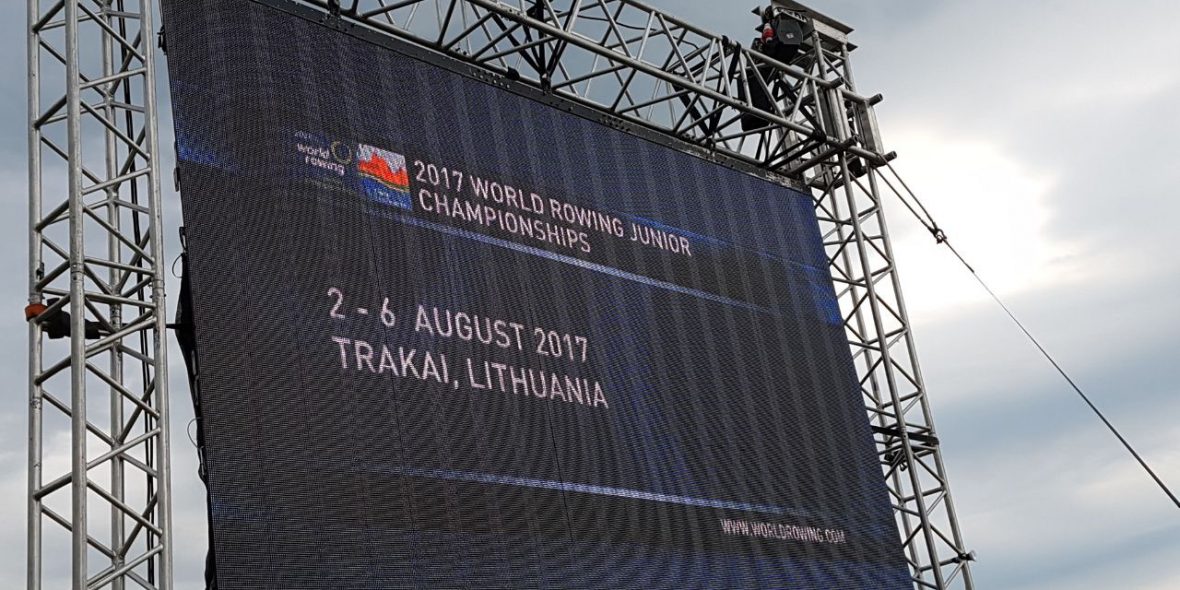 world
rowing
2017 WORLD ROWING JUNIOR
CHAMPIONSHIPS
2 - 6 AUGUST 2017
TRAKAI, LITHUANIA
WWW.WORLDROWING.COM